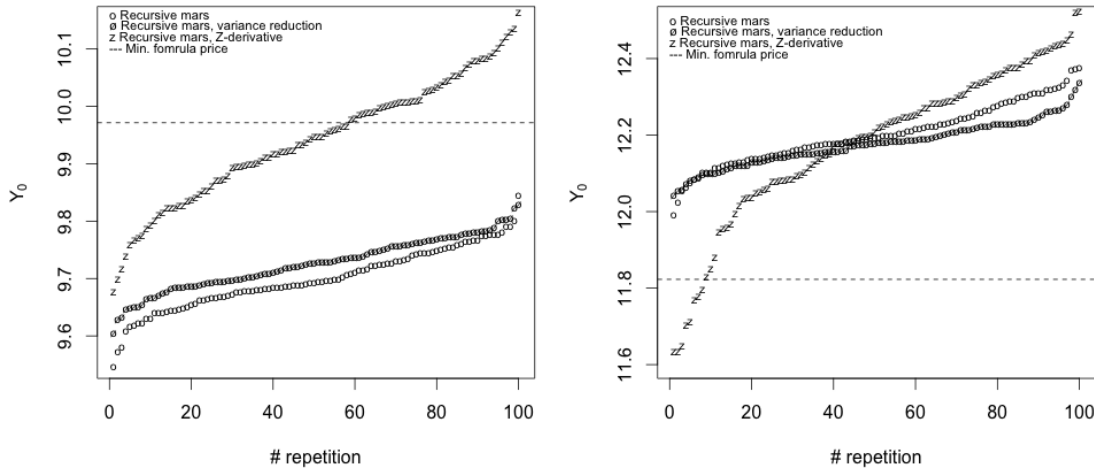 o Recursive mars
ø Recursive mars, variance reduction
z Recursive mars, Z-derivative
--- Min. fomrula price
10.1
10.0
9.9
9.8
9.7
9.6
Y0
0 20 40 60 80 100
# repetition
o Recursive mars
ø Recursive mars, variance reduction
z Recursive mars, Z-derivative
--- Min. fomrula price
12.4
12.2
12.0
11.8
11.6
Y0
0 20 40 60 80 100
# repetition